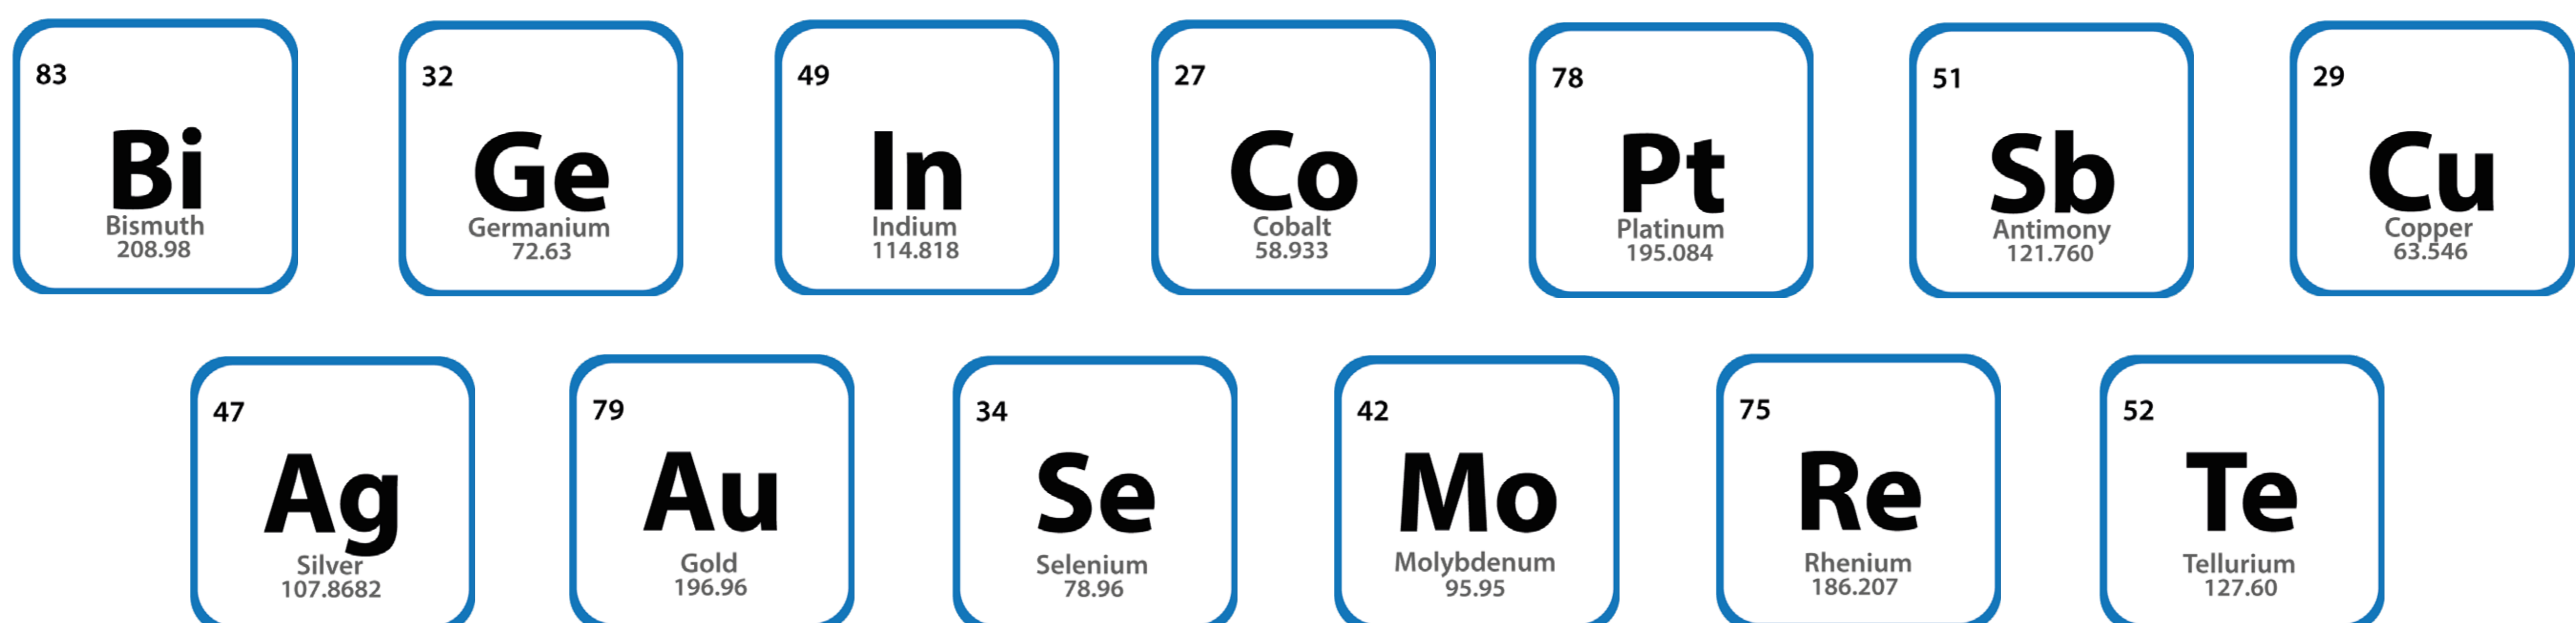 83
Bi
Bismuth
208.98
32
Ge
Germanium
72.63
49
In
Indium
114.818
27
Co
Cobalt
58.933
78
Pt
Platinum
195.084
51
Sb
Antimony
121.760
29
Cu
Copper
63.546
47
Ag
Silver
107.8682
79
Au
Gold
196.96
34
Se
Selenium
78.96
42
Mo
Molybdenum
95.95
75
Re
Rhenium
186.207
52
Te
Tellurium
127.60